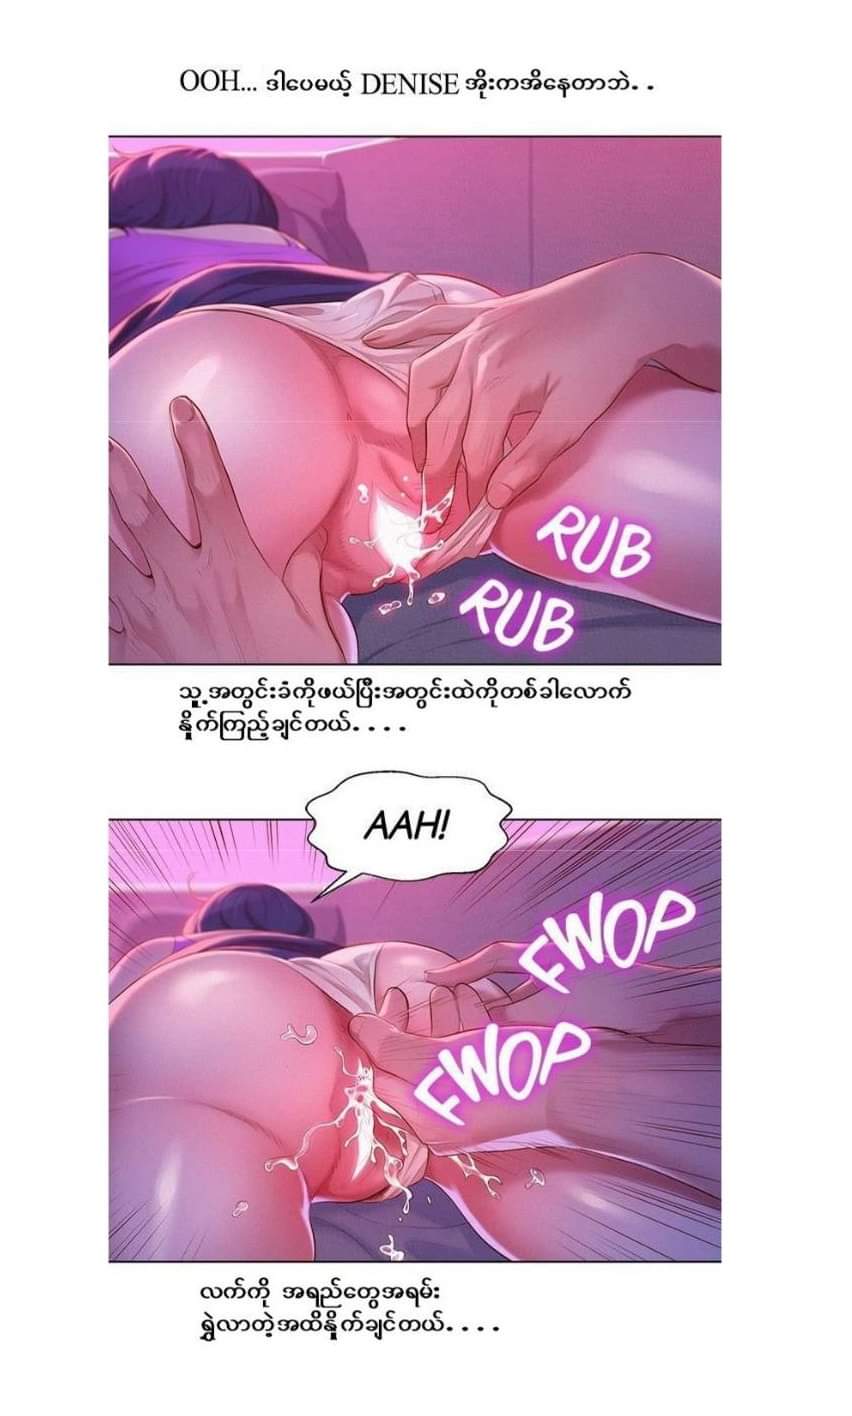 OOH... ဒါပေမယ့် DENISE အိုးကအိနေတာဘဲ. .
RUB
RUB
သူ့အတွင်းခံကိုဖယ်ပြီးအတွင်းထဲကိုတစ်ခါလောက်
နှိုက်ကြည့်ချင်တယ်. . . .
AAH!
FWOP
FWOP
လက်ကို အရည်တွေအရမ်း
ရွှဲလာတဲ့အထိနှိုက်ချင်တယ်. . . .